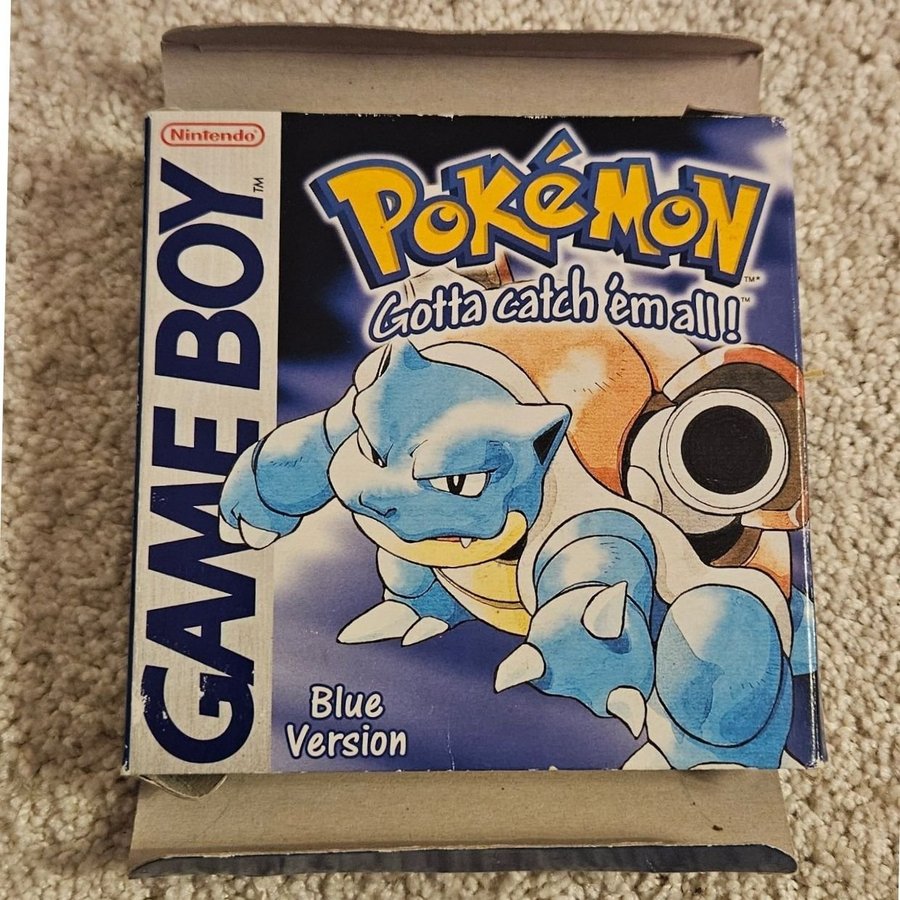 Nintendo®
GAME BOY™
POKéMON™*
Gotta catch 'em all!™
Blue
Version